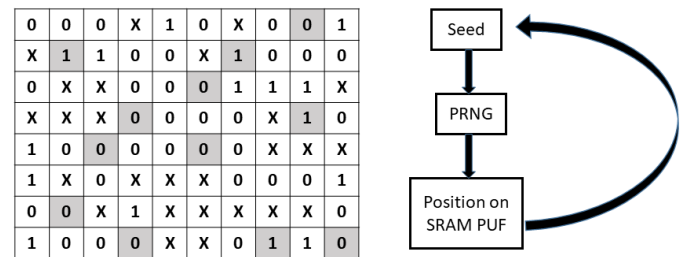 0 0 0 X 1 0 X 0 0 1
X 1 1 0 0 X 1 0 0 0
0 X X 0 0 0 1 1 1 X
X X X 0 0 0 0 X 1 0
1 0 0 0 0 0 0 X X X
1 X 0 X X X 0 0 0 1
0 0 X 1 X X X X X 0
1 0 0 0 X X 0 1 1 0
Seed
PRNG
Position on
SRAM PUF